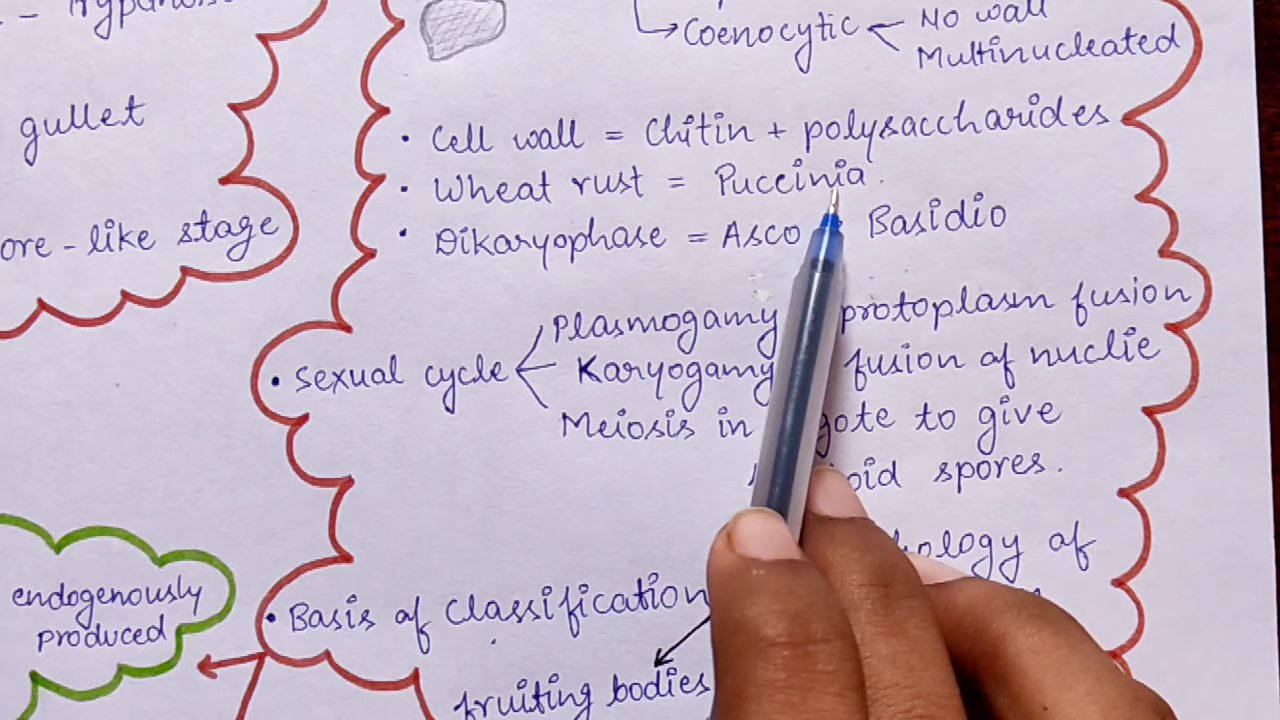 gullet
ore-like stage
endogenously
produced
→ Coenocytic No wall
Multinucleated
• Cell wall = Chitin + polysaccharides
• Wheat rust = Puccinia.
• Dikaryophase = Asco Basidio
• Sexual cycle Plasmogamy protoplasm fusion
Karyogamy fusion of nuclie
Meiosis in gote to give
oid spores.
• Basis of Classification hology of
fruiting bodies